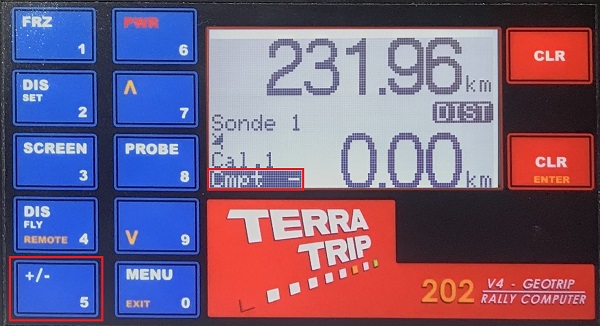 FRZ
1
PWR
6
DIS
SET
2
Λ
7
SCREEN
3
PROBE
8
DIS
FLY
REMOTE 4
V
9
+/-
5
MENU
EXIT 0
231.96 km
DIST
Sonde 1
Cal.1
Cmpt -
0.00 km
CLR
CLR
ENTER
TERRA
TRIP
202 V4 - GEOTRIP
RALLY COMPUTER